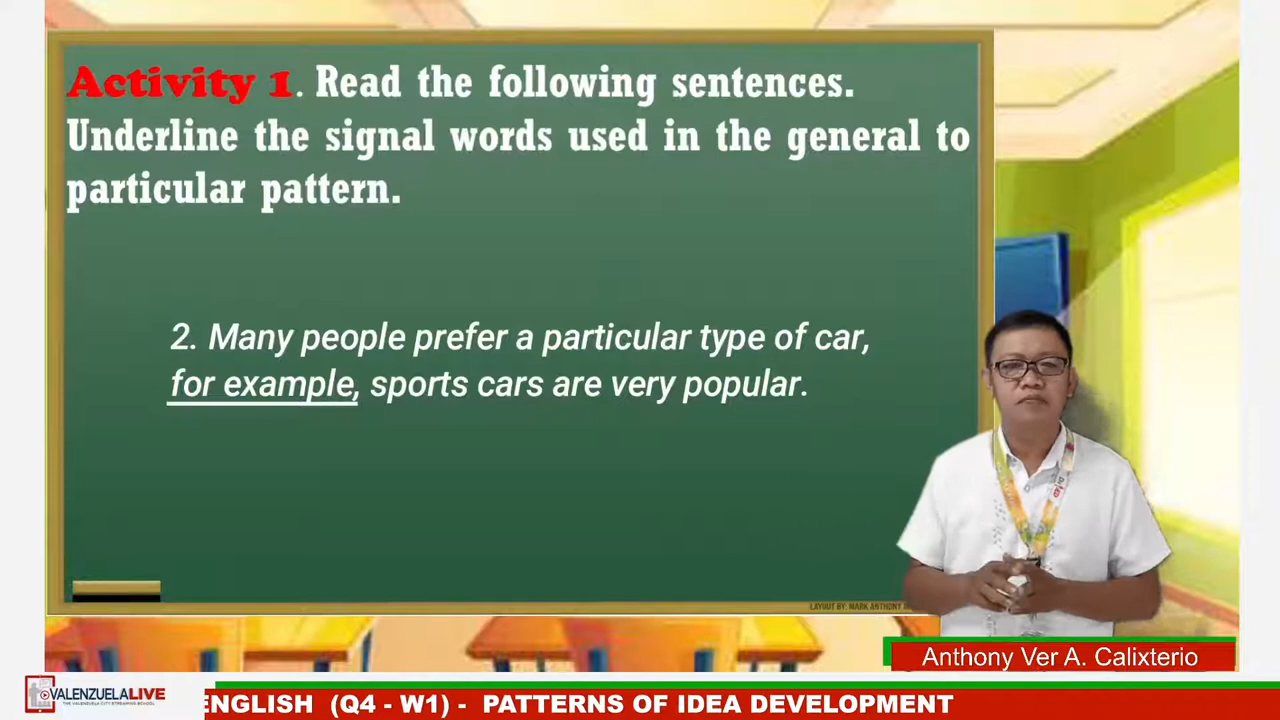 Activity 1. Read the following sentences.
Underline the signal words used in the general to
particular pattern.
2. Many people prefer a particular type of car,
for example, sports cars are very popular.
LAYOUT BY: MARK ANTHONY
Anthony Ver A. Calixterio
VALENZUELALIVE
THE VALENZUELA CITY STREAMING SCHOOL
ENGLISH (Q4 - W1) - PATTERNS OF IDEA DEVELOPMENT